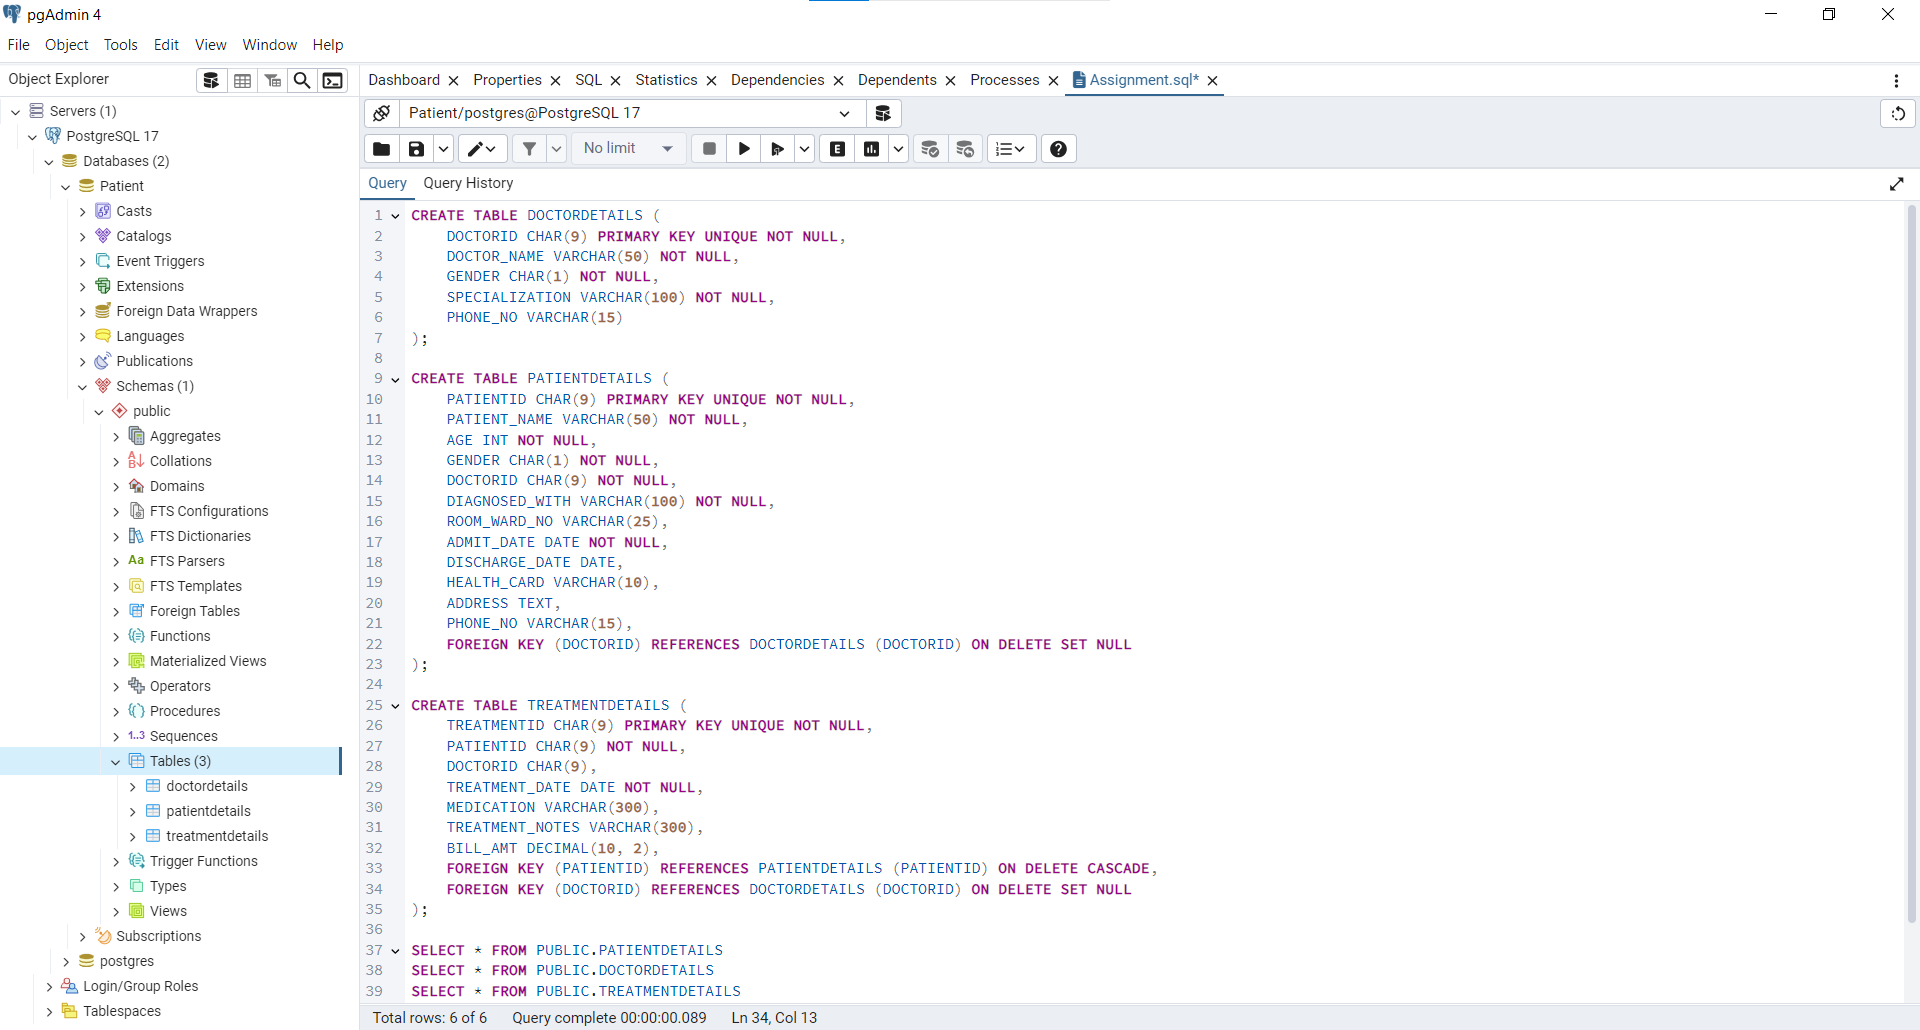 pgAdmin 4
File Object Tools Edit View Window Help
Object Explorer
Servers (1)
PostgreSQL 17
Databases (2)
Patient
Casts
Catalogs
Event Triggers
Extensions
Foreign Data Wrappers
Languages
Publications
Schemas (1)
public
Aggregates
Collations
Domains
FTS Configurations
FTS Dictionaries
Aa FTS Parsers
FTS Templates
Foreign Tables
Functions
Materialized Views
Operators
Procedures
1..3 Sequences
Tables (3)
doctordetails
patientdetails
treatmentdetails
Trigger Functions
Types
Views
Subscriptions
postgres
Login/Group Roles
Tablespaces
Dashboard Properties SQL Statistics Dependencies Dependents Processes Assignment.sql*
Patient/postgres@PostgreSQL 17
No limit E
Query Query History
1 CREATE TABLE DOCTORDETAILS (
2 DOCTORID CHAR(9) PRIMARY KEY UNIQUE NOT NULL,
3 DOCTOR_NAME VARCHAR(50) NOT NULL,
4 GENDER CHAR(1) NOT NULL,
5 SPECIALIZATION VARCHAR(100) NOT NULL,
6 PHONE_NO VARCHAR(15)
7 );
8
9 CREATE TABLE PATIENTDETAILS (
10 PATIENTID CHAR(9) PRIMARY KEY UNIQUE NOT NULL,
11 PATIENT_NAME VARCHAR(50) NOT NULL,
12 AGE INT NOT NULL,
13 GENDER CHAR(1) NOT NULL,
14 DOCTORID CHAR(9) NOT NULL,
15 DIAGNOSED_WITH VARCHAR(100) NOT NULL,
16 ROOM_WARD_NO VARCHAR(25),
17 ADMIT_DATE DATE NOT NULL,
18 DISCHARGE_DATE DATE,
19 HEALTH_CARD VARCHAR(10),
20 ADDRESS TEXT,
21 PHONE_NO VARCHAR(15),
22 FOREIGN KEY (DOCTORID) REFERENCES DOCTORDETAILS (DOCTORID) ON DELETE SET NULL
23 );
24
25 CREATE TABLE TREATMENTDETAILS (
26 TREATMENTID CHAR(9) PRIMARY KEY UNIQUE NOT NULL,
27 PATIENTID CHAR(9) NOT NULL,
28 DOCTORID CHAR(9),
29 TREATMENT_DATE DATE NOT NULL,
30 MEDICATION VARCHAR(300),
31 TREATMENT_NOTES VARCHAR(300),
32 BILL_AMT DECIMAL(10, 2),
33 FOREIGN KEY (PATIENTID) REFERENCES PATIENTDETAILS (PATIENTID) ON DELETE CASCADE,
34 FOREIGN KEY (DOCTORID) REFERENCES DOCTORDETAILS (DOCTORID) ON DELETE SET NULL
35 );
36
37 SELECT * FROM PUBLIC.PATIENTDETAILS
38 SELECT * FROM PUBLIC.DOCTORDETAILS
39 SELECT * FROM PUBLIC.TREATMENTDETAILS
Total rows: 6 of 6 Query complete 00:00:00.089 Ln 34, Col 13